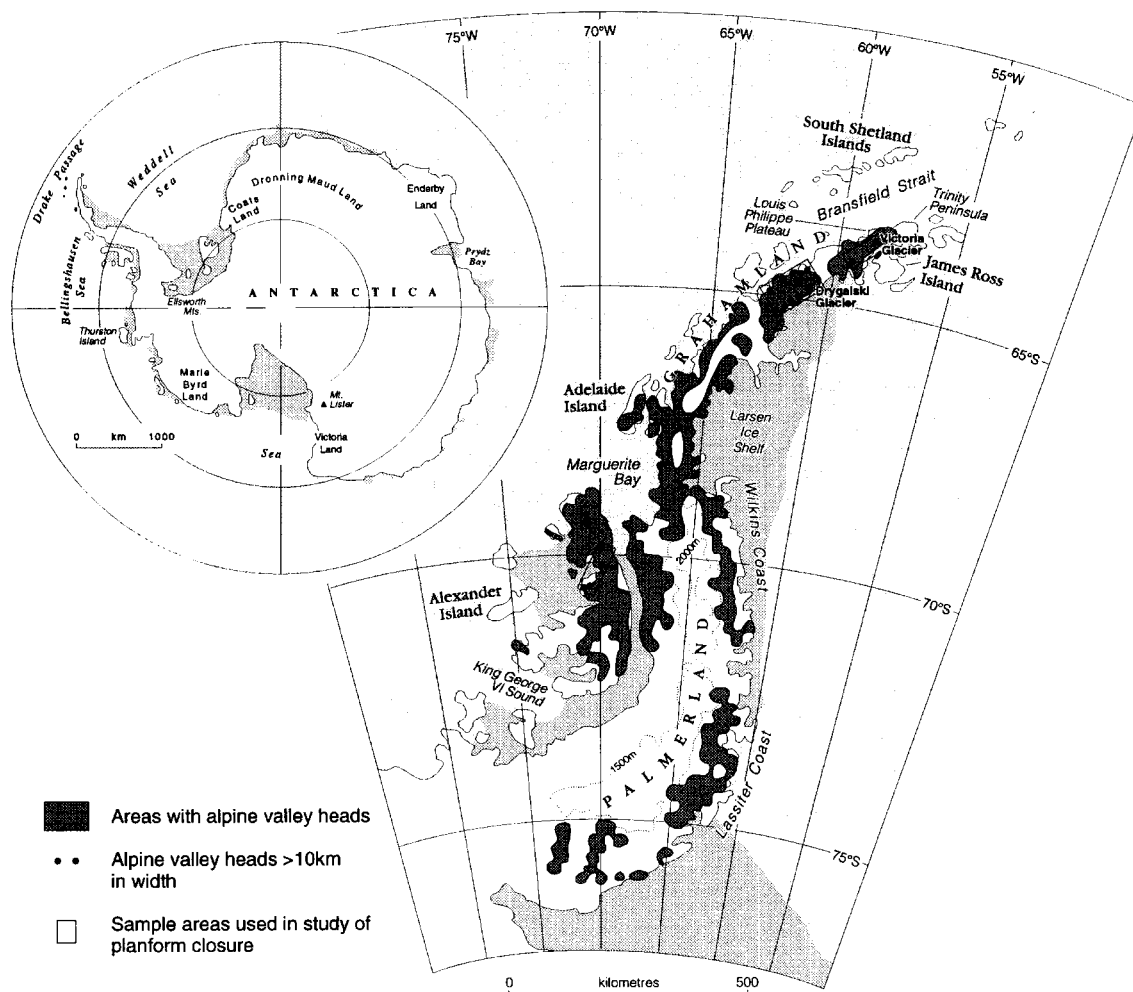 75°W
70°W
65°W
60°W
55°W
South Shetland
Islands
Bransfield Strait
Trinity
Peninsula
Louis
Philippe
Plateau
Victoria
Glacier
James Ross
Island
Drygalski
Glacier
GRAHAM LAND
65°S
Adelaide
Island
Larsen
Ice
Shelf
Marguerite
Bay
Wilkins Coast
2000m
70°S
Alexander
Island
King George
VI Sound
PALMER LAND
1500m
Lassiter Coast
75°S
0 kilometres 500
Drake Passage
Weddell
Sea
Dronning Maud Land
Enderby
Land
Coats
Land
Prydz
Bay
Bellingshausen
Sea
ANTARCTICA
Ellsworth
Mts.
Thurston
Island
Marie
Byrd
Land
Mt.
Lister
0 km 1000
Sea
Victoria
Land
Areas with alpine valley heads
Alpine valley heads >10km
in width
Sample areas used in study of
planform closure